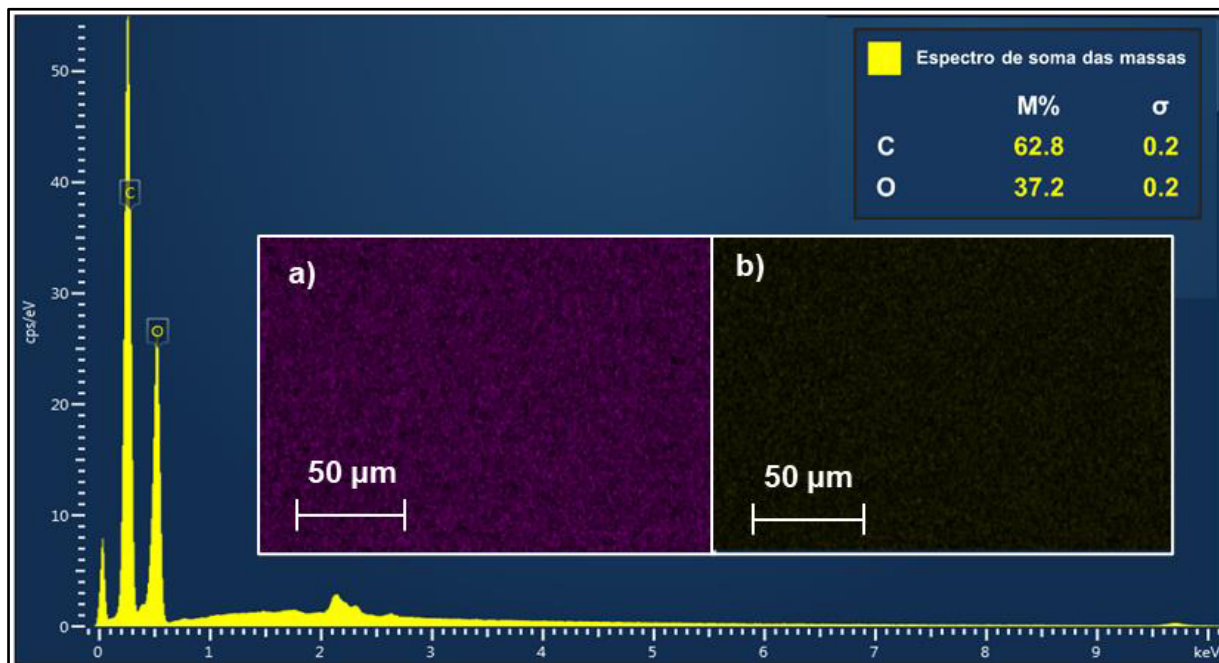 Espectro de soma das massas
M% σ
C 62.8 0.2
O 37.2 0.2
50
40
30
20
10
0
cps/eV
C
O
a)
50 µm
b)
50 µm
0 1 2 3 4 5 6 7 8 9 keV